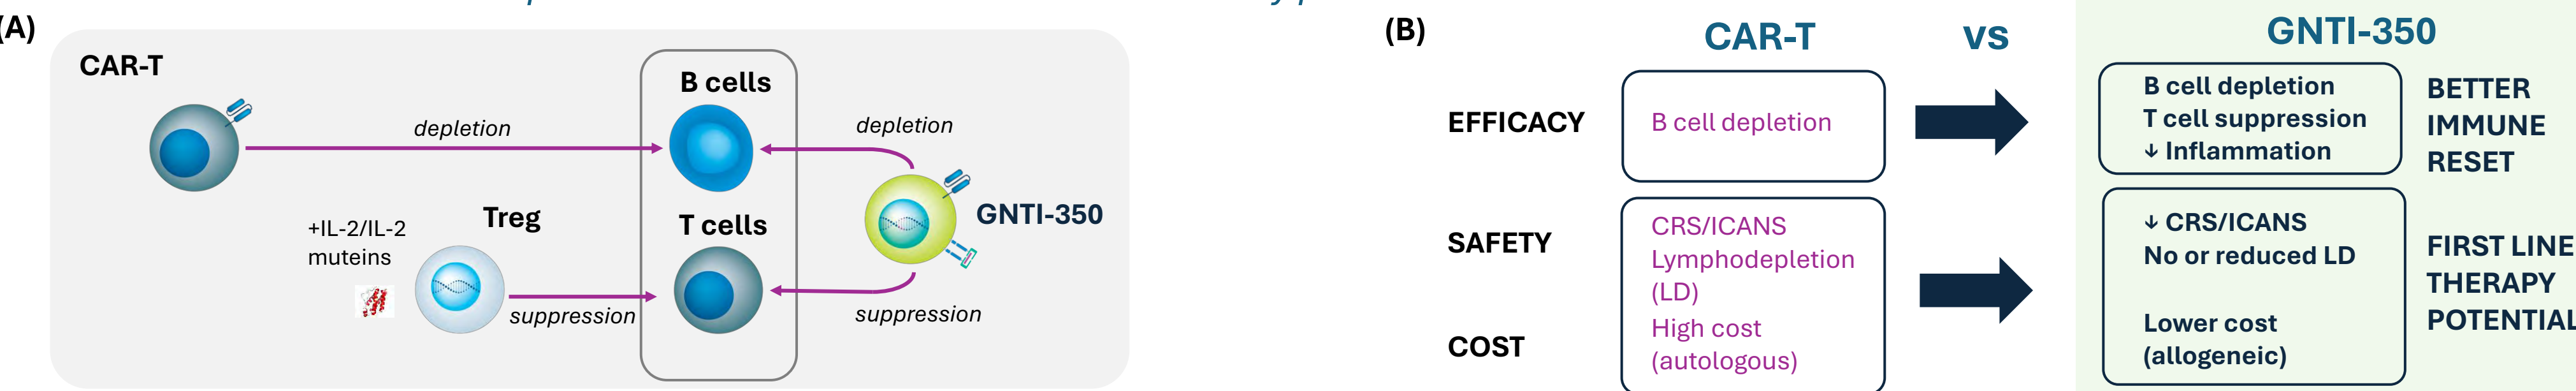 (A)
CAR-T
B cells
depletion
depletion
+IL-2/IL-2
muteins
Treg
T cells
GNTI-350
suppression
suppression
(B)
CAR-T
vs
GNTI-350
EFFICACY
B cell depletion
B cell depletion
T cell suppression
↓ Inflammation
BETTER
IMMUNE
RESET
SAFETY
CRS/ICANS
Lymphodepletion
(LD)
↓ CRS/ICANS
No or reduced LD
FIRST LINE
THERAPY
POTENTIAL
COST
High cost
(autologous)
Lower cost
(allogeneic)